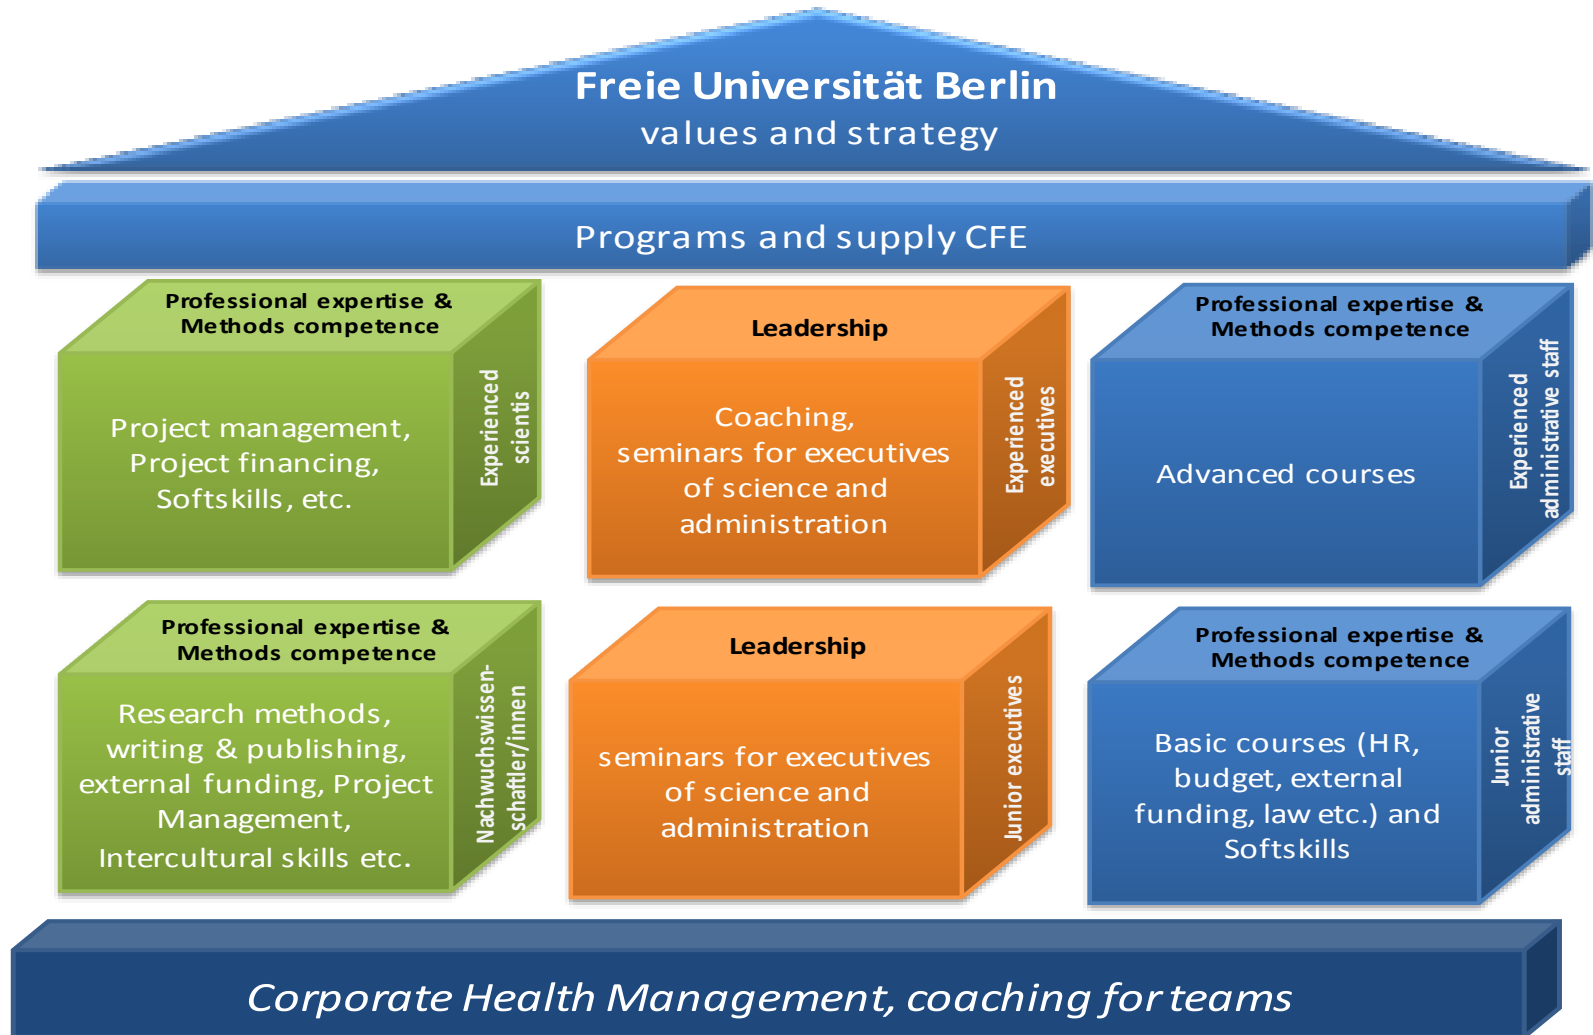 Freie Universität Berlin
values and strategy
Programs and supply CFE
Professional expertise &
Methods competence
Project management,
Project financing,
Softskills, etc.
Experienced
scientis
Leadership
Coaching,
seminars for executives
of science and
administration
Experienced
executives
Professional expertise &
Methods competence
Advanced courses
Experienced
administrative staff
Professional expertise &
Methods competence
Research methods,
writing & publishing,
external funding, Project
Management,
Intercultural skills etc.
Nachwuchswissen-
schaftler/innen
Leadership
seminars for executives
of science and
administration
Junior executives
Professional expertise &
Methods competence
Basic courses (HR,
budget, external
funding, law etc.) and
Softskills
Junior
administrative
staff
Corporate Health Management, coaching for teams